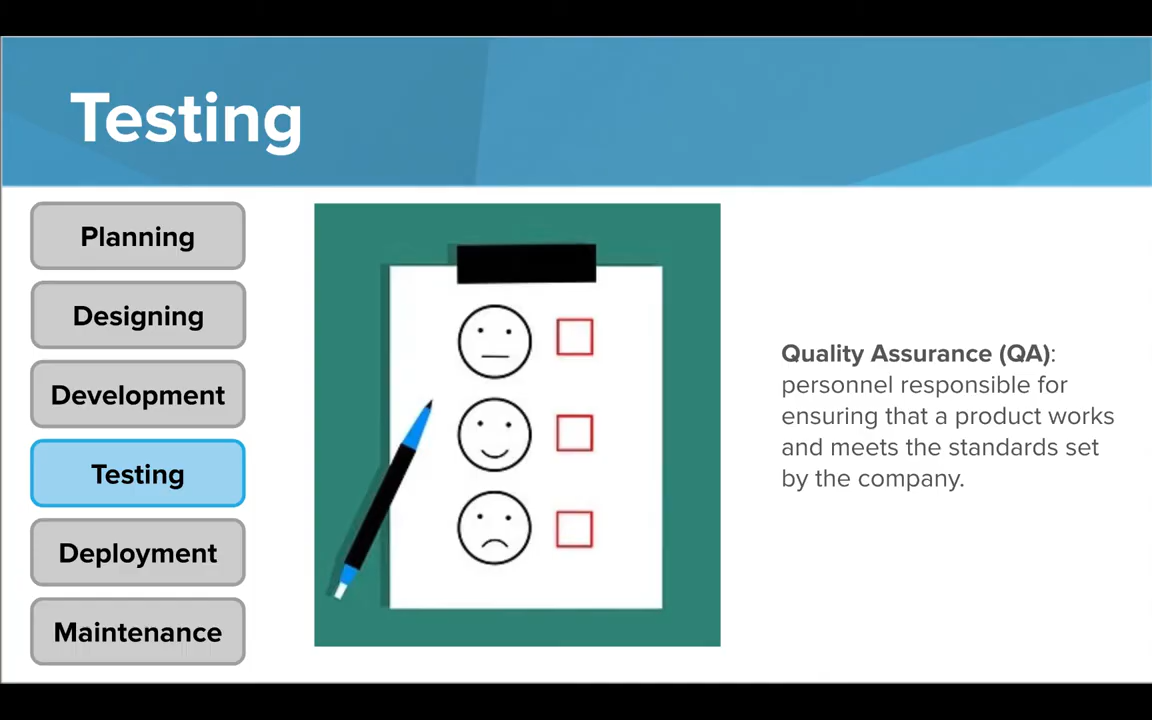 Testing
Planning
Designing
Development
Testing
Deployment
Maintenance
Quality Assurance (QA):
personnel responsible for
ensuring that a product works
and meets the standards set
by the company.